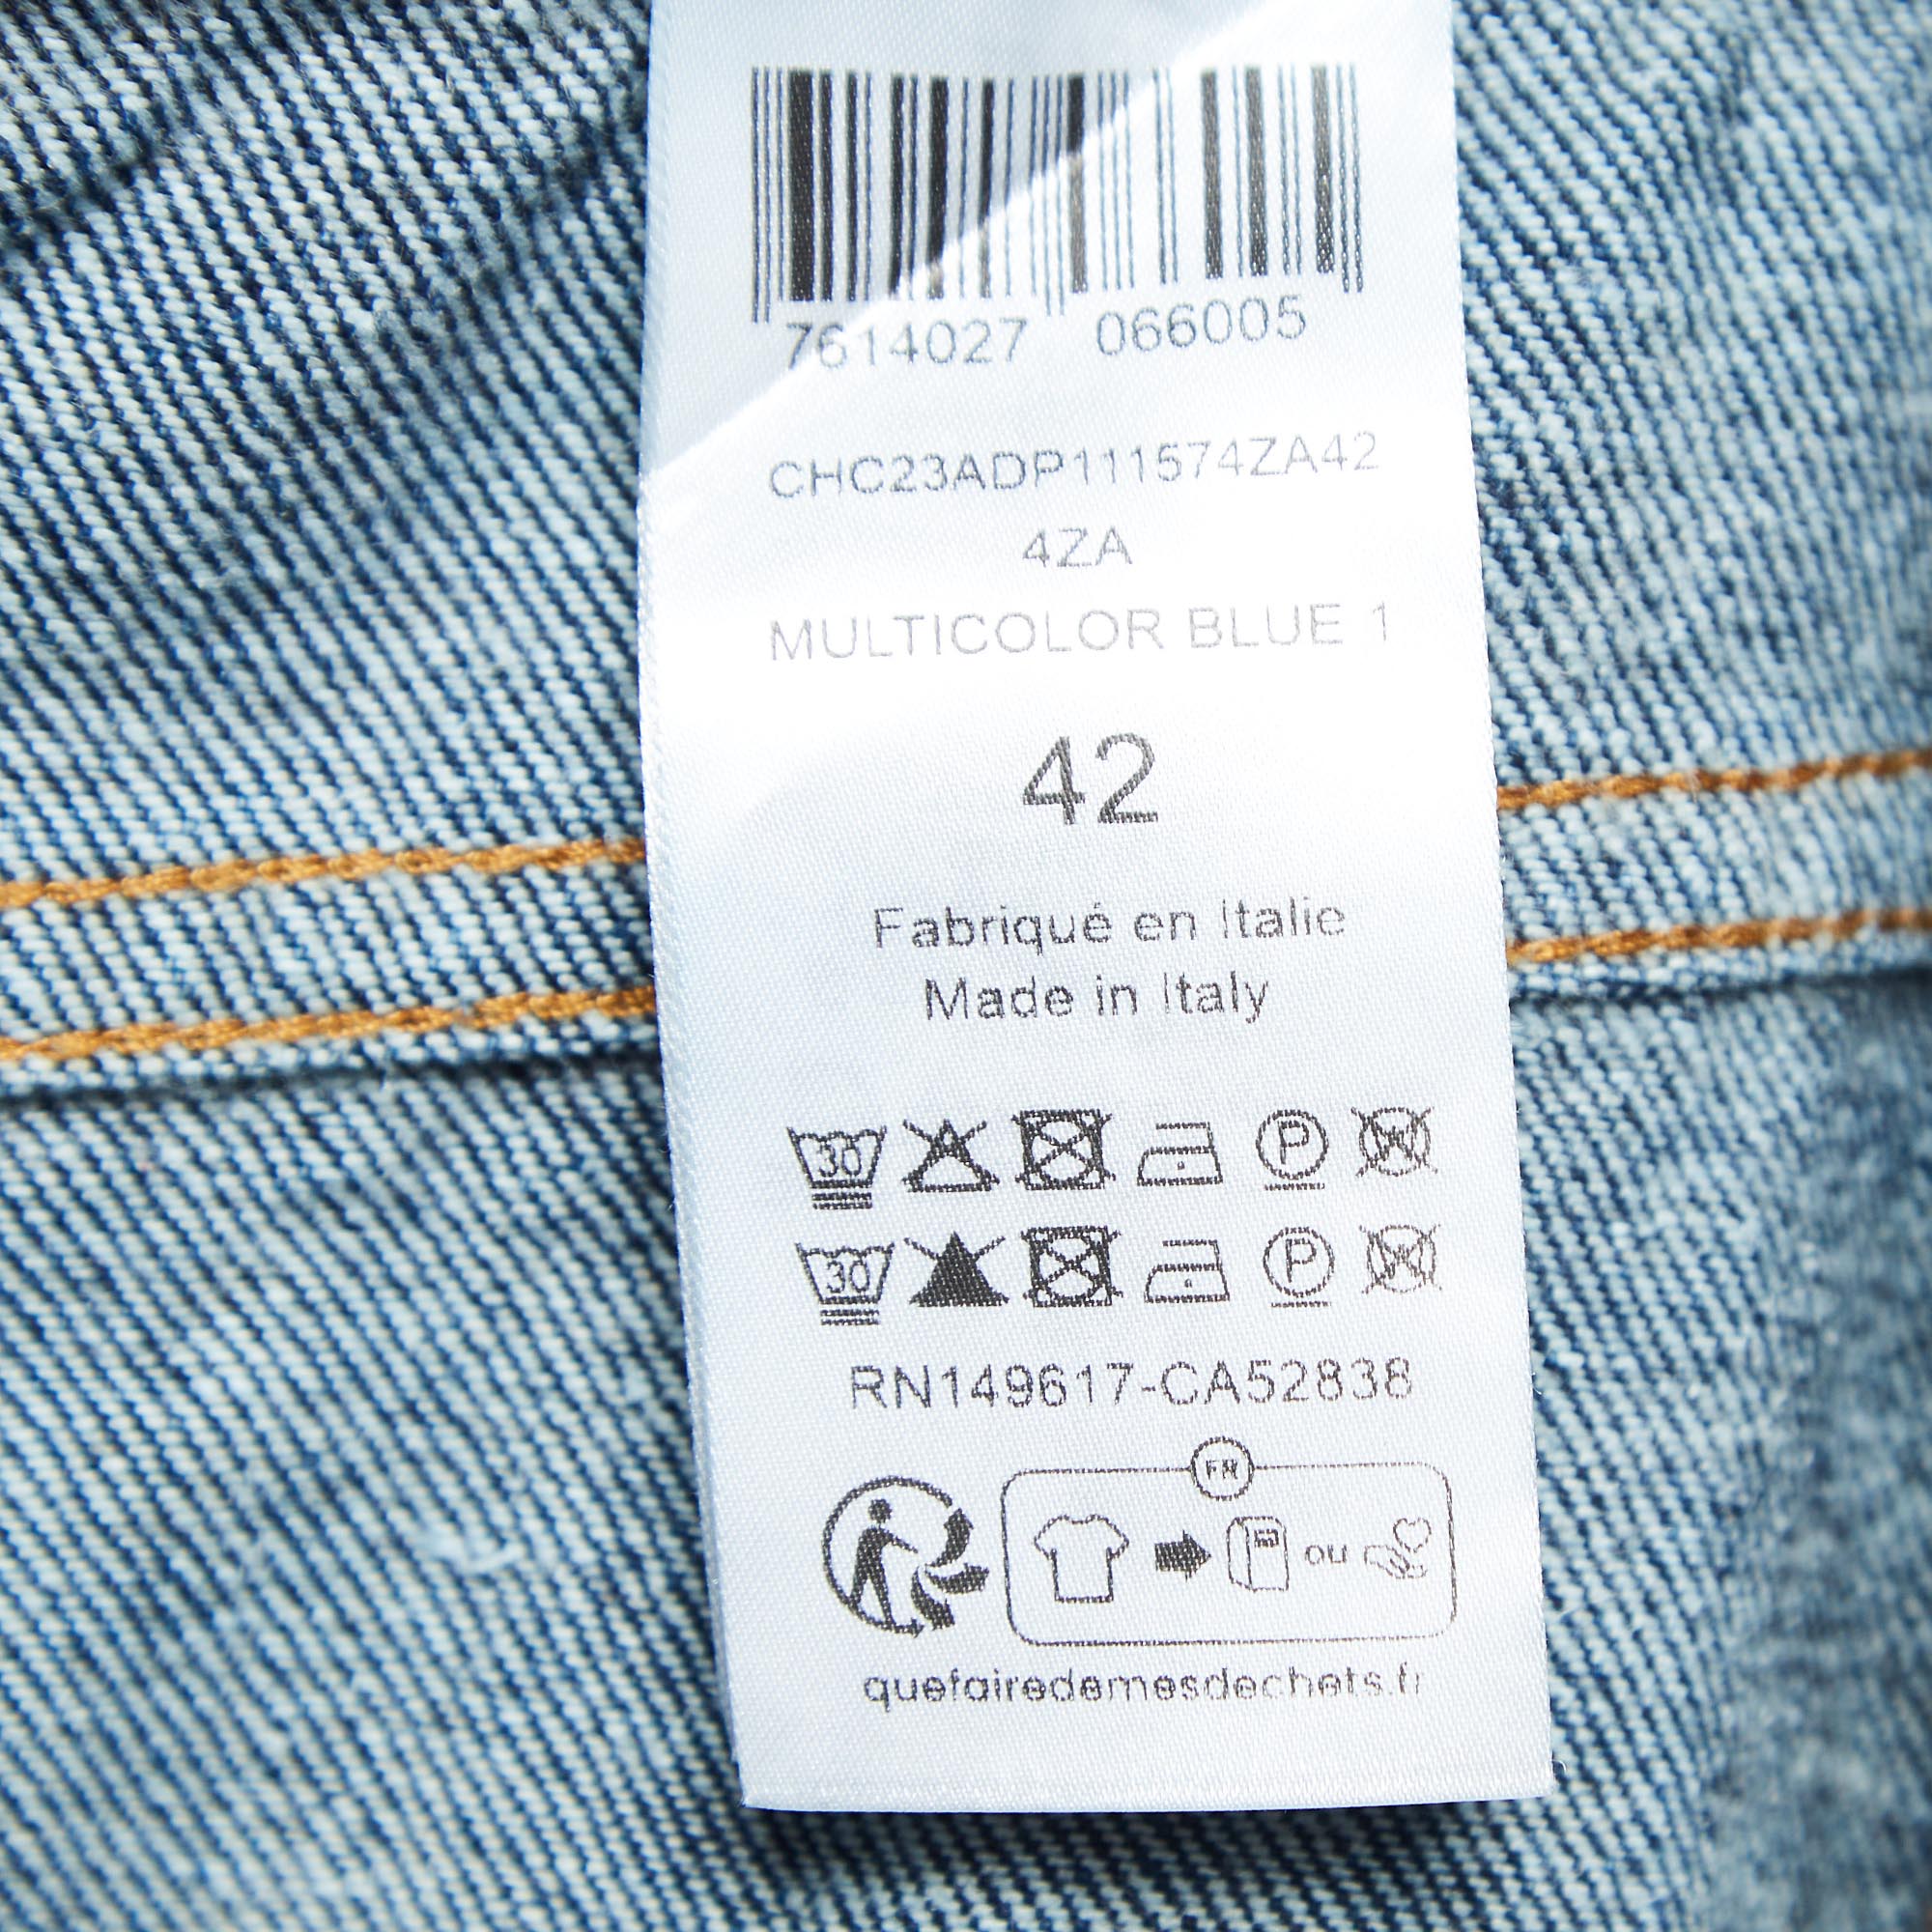 7614027 066005
CHC23ADP111574ZA42
4ZA
MULTICOLOR BLUE 1
42
Fabriqué en Italie
Made in Italy
30 P W
30 P W
RN149617-CA52838
FR
ou
quefairedemesdechets.fr